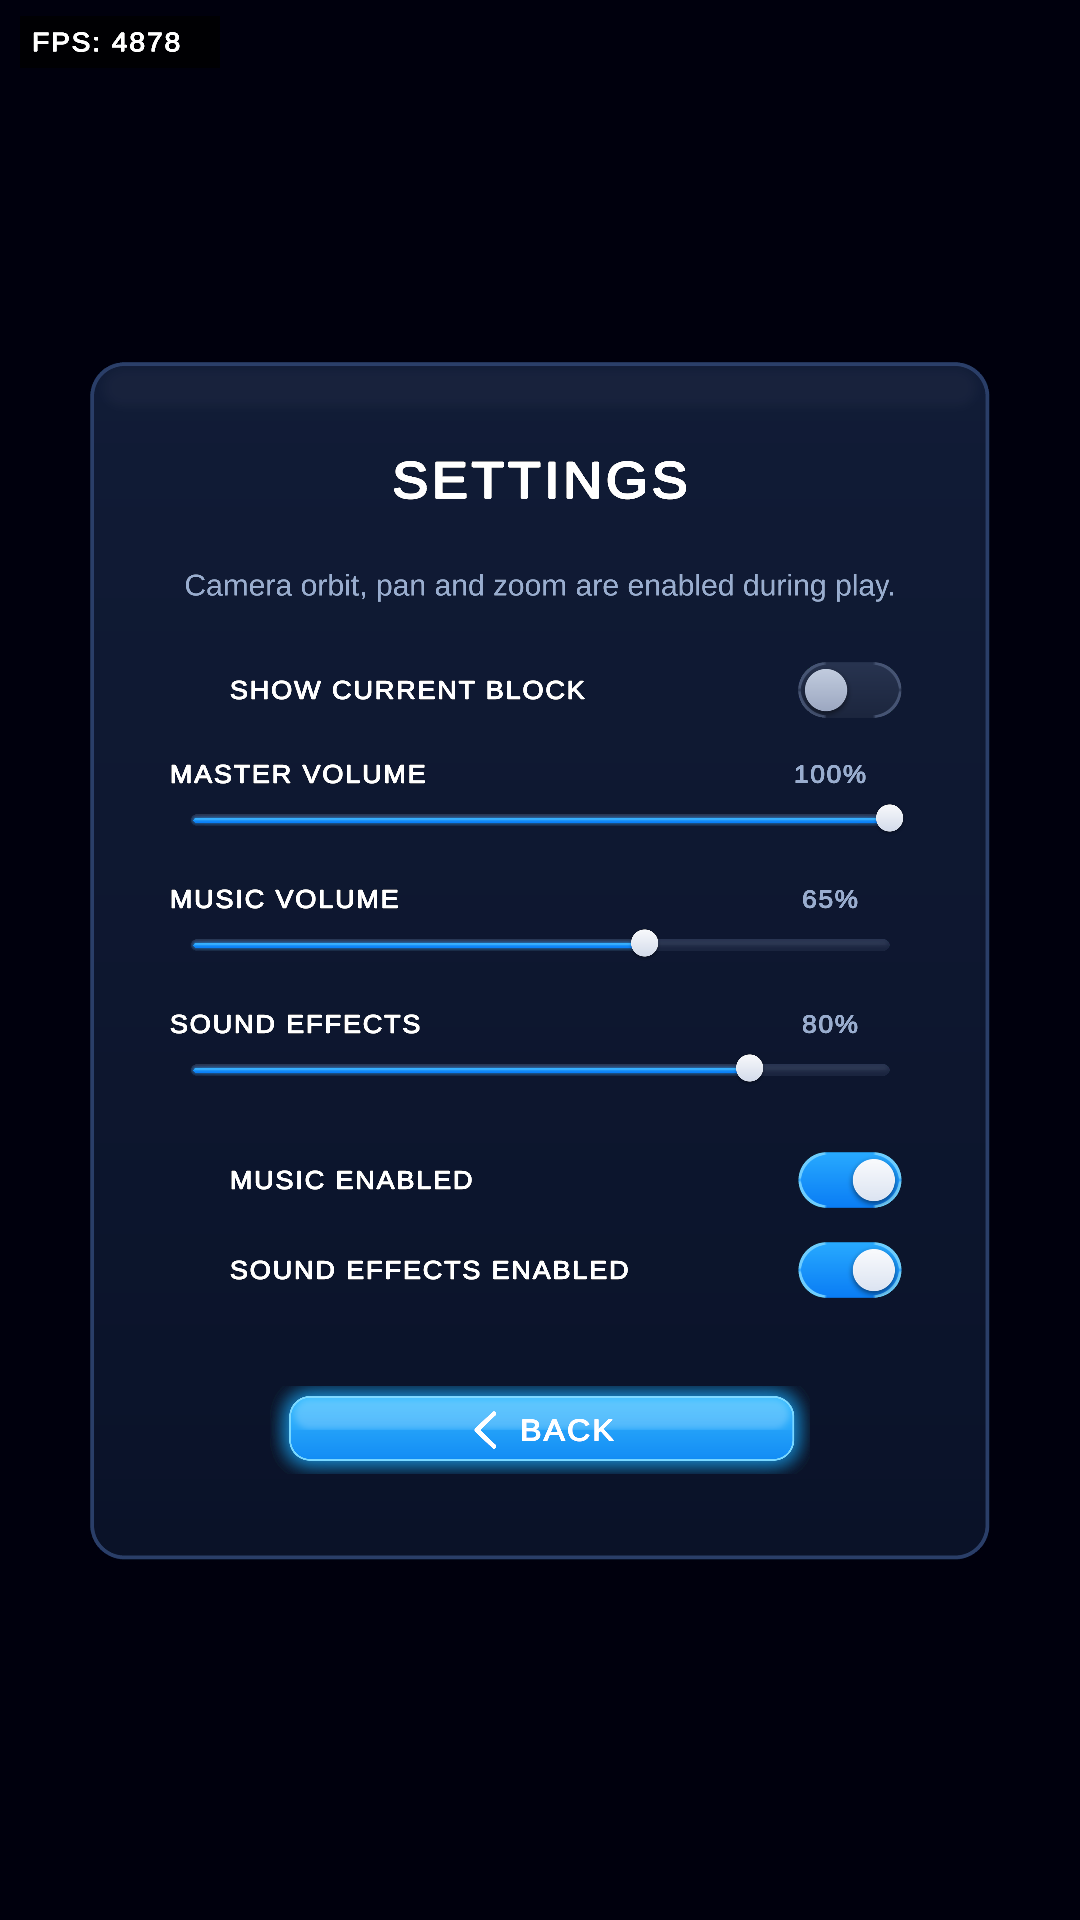 FPS: 4878
SETTINGS
Camera orbit, pan and zoom are enabled during play.
SHOW CURRENT BLOCK
MASTER VOLUME 100%
MUSIC VOLUME 65%
SOUND EFFECTS 80%
MUSIC ENABLED
SOUND EFFECTS ENABLED
BACK